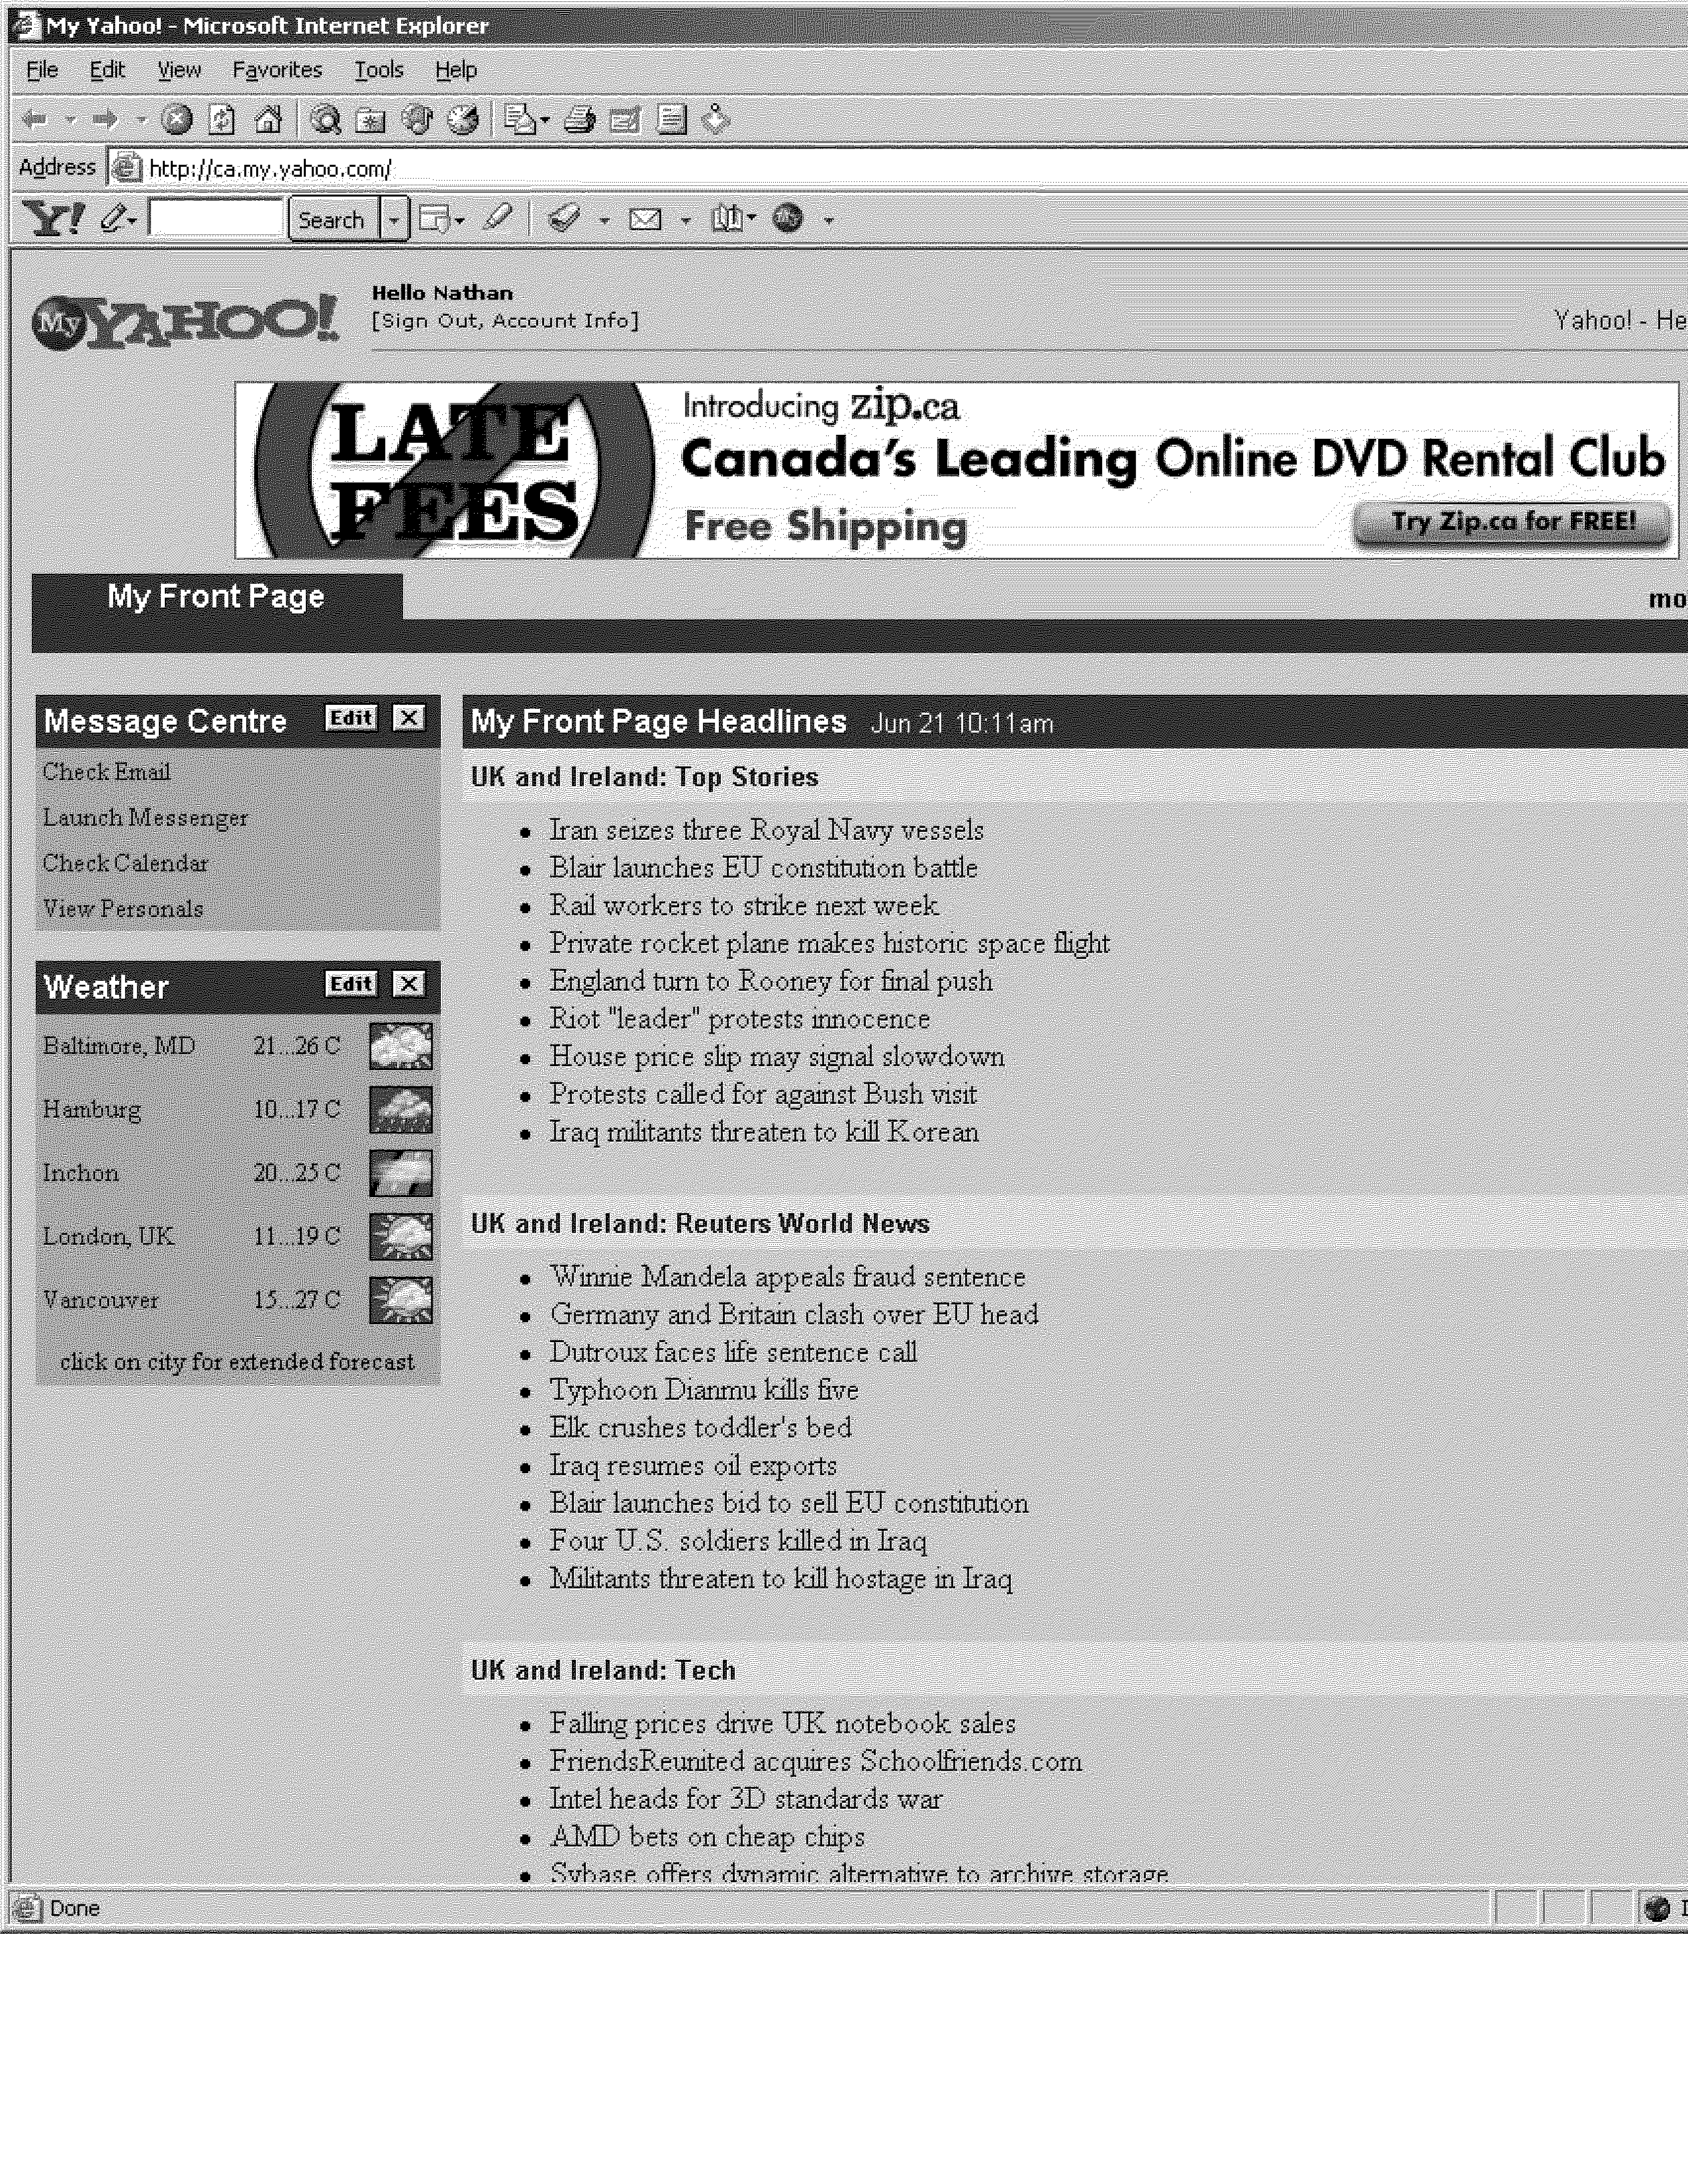 My Yahoo! - Microsoft Internet Explorer
File Edit View Favorites Tools Help
Address http://ca.my.yahoo.com/
Y! Search
My YAHOO!
Hello Nathan
[Sign Out, Account Info]
Yahoo! - He
LATE
FEES
Introducing zip.ca
Canada's Leading Online DVD Rental Club
Free Shipping
Try Zip.ca for FREE!
My Front Page
mo
Message Centre Edit X
Check Email
Launch Messenger
Check Calendar
View Personals
Weather Edit X
Baltimore, MD 21...26 C
Hamburg 10...17 C
Inchon 20...25 C
London, UK 11...19 C
Vancouver 15...27 C
click on city for extended forecast
My Front Page Headlines Jun 21 10:11am
UK and Ireland: Top Stories
• Iran seizes three Royal Navy vessels
• Blair launches EU constitution battle
• Rail workers to strike next week
• Private rocket plane makes historic space flight
• England turn to Rooney for final push
• Riot "leader" protests innocence
• House price slip may signal slowdown
• Protests called for against Bush visit
• Iraq militants threaten to kill Korean
UK and Ireland: Reuters World News
• Winnie Mandela appeals fraud sentence
• Germany and Britain clash over EU head
• Dutroux faces life sentence call
• Typhoon Dianmu kills five
• Elk crushes toddler's bed
• Iraq resumes oil exports
• Blair launches bid to sell EU constitution
• Four U.S. soldiers killed in Iraq
• Militants threaten to kill hostage in Iraq
UK and Ireland: Tech
• Falling prices drive UK notebook sales
• FriendsReunited acquires Schoolfriends.com
• Intel heads for 3D standards war
• AMD bets on cheap chips
• Sybase offers dynamic alternative to archive storage
Done